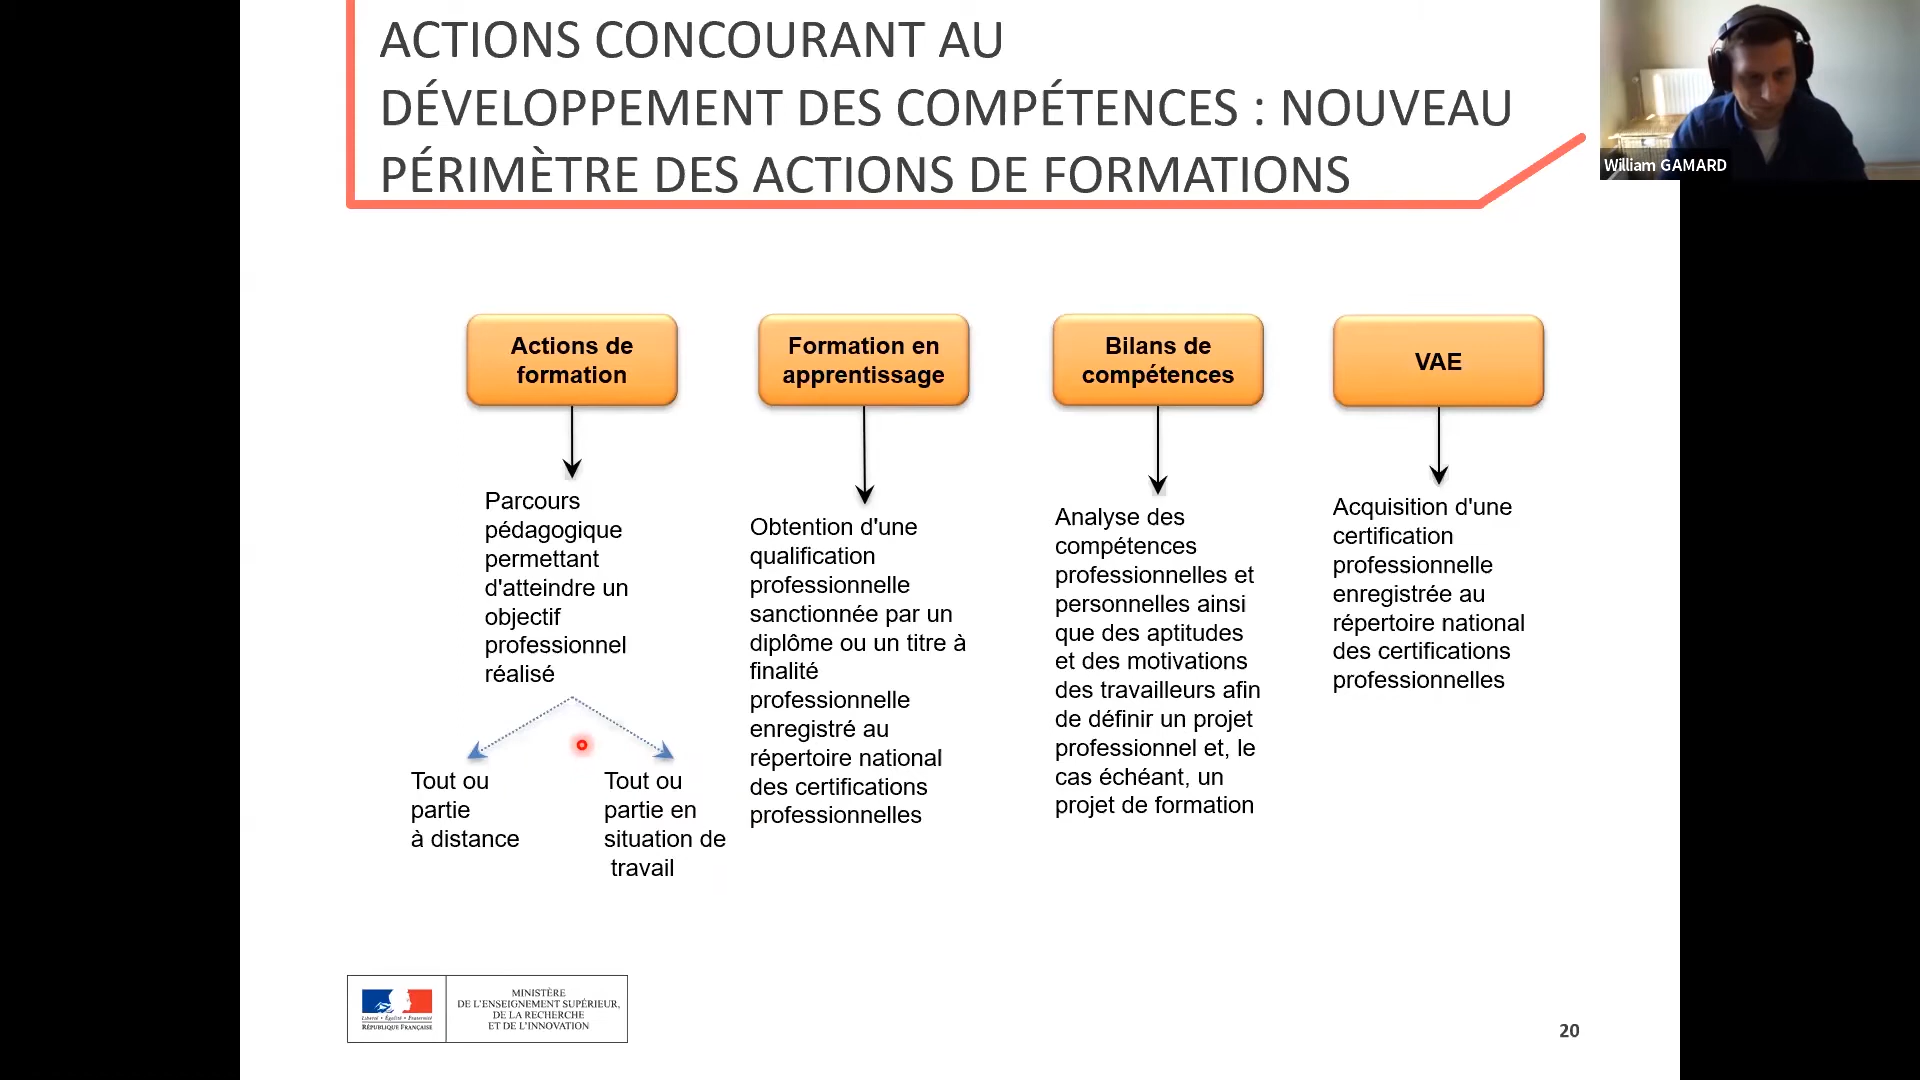 ACTIONS CONCOURANT AU
DÉVELOPPEMENT DES COMPÉTENCES : NOUVEAU
PÉRIMÈTRE DES ACTIONS DE FORMATIONS
William GAMARD
Actions de
formation
Parcours
pédagogique
permettant
d'atteindre un
objectif
professionnel
réalisé
Tout ou
partie
à distance
Tout ou
partie en
situation de
travail
Formation en
apprentissage
Obtention d'une
qualification
professionnelle
sanctionnée par un
diplôme ou un titre à
finalité
professionnelle
enregistré au
répertoire national
des certifications
professionnelles
Bilans de
compétences
Analyse des
compétences
professionnelles et
personnelles ainsi
que des aptitudes
et des motivations
des travailleurs afin
de définir un projet
professionnel et, le
cas échéant, un
projet de formation
VAE
Acquisition d'une
certification
professionnelle
enregistrée au
répertoire national
des certifications
professionnelles
Liberté • Égalité • Fraternité
RÉPUBLIQUE FRANÇAISE
MINISTÈRE
DE L'ENSEIGNEMENT SUPÉRIEUR,
DE LA RECHERCHE
ET DE L'INNOVATION
20